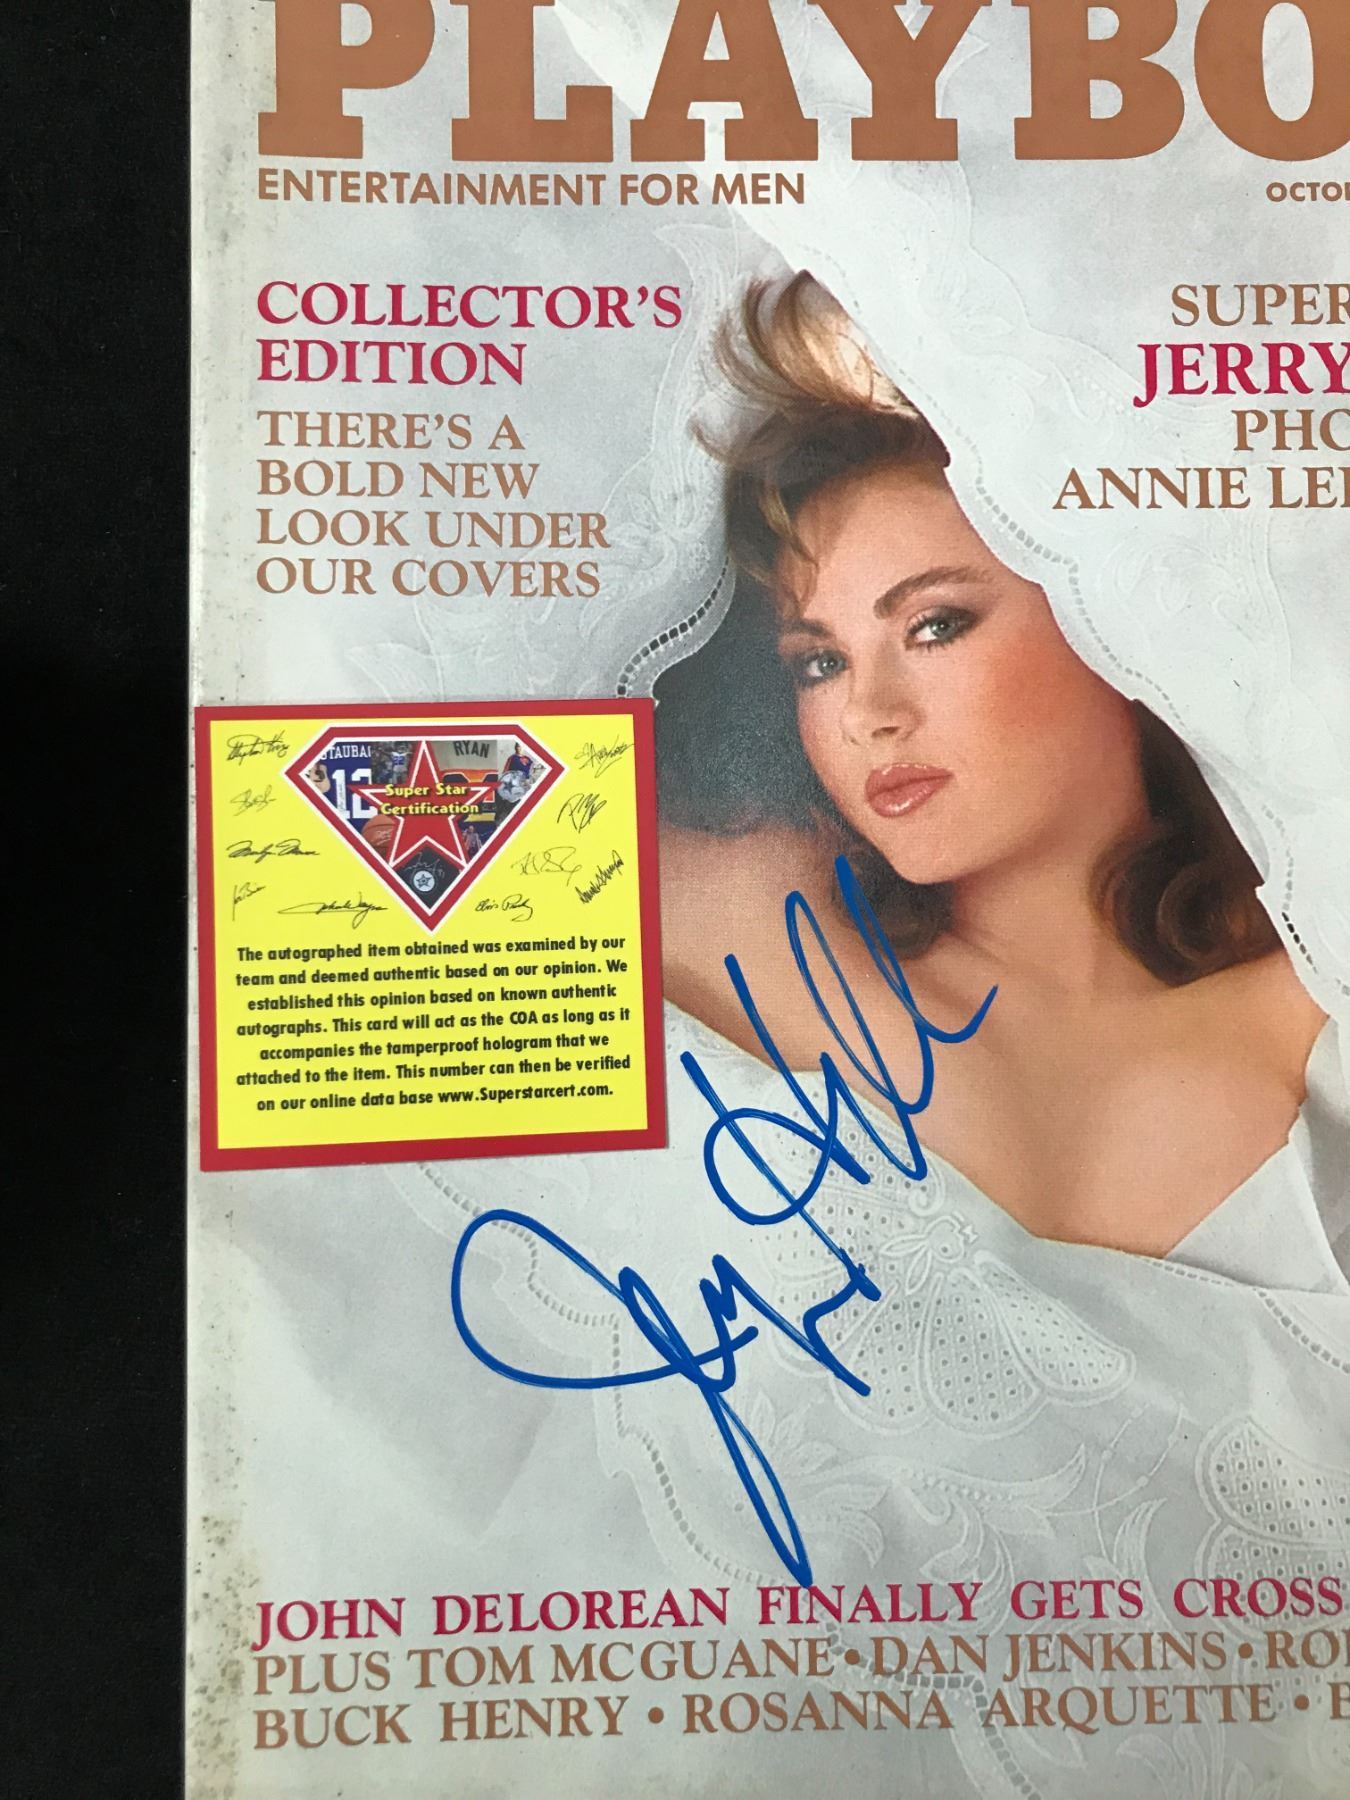 PLAYBO
ENTERTAINMENT FOR MEN
OCTO
COLLECTOR'S
EDITION
THERE'S A
BOLD NEW
LOOK UNDER
OUR COVERS
SUPER
JERRY
PHO
ANNIE LEI
TAUBA
12
RYAN
Super Star
Certification
The autographed item obtained was examined by our
team and deemed authentic based on our opinion. We
established this opinion based on known authentic
autographs. This card will act as the COA as long as it
accompanies the tamperproof hologram that we
attached to the item. This number can then be verified
on our online data base www.Superstarcert.com.
JOHN DELOREAN FINALLY GETS CROSS
PLUS TOM MCGUANE • DAN JENKINS • RO
BUCK HENRY • ROSANNA ARQUETTE •